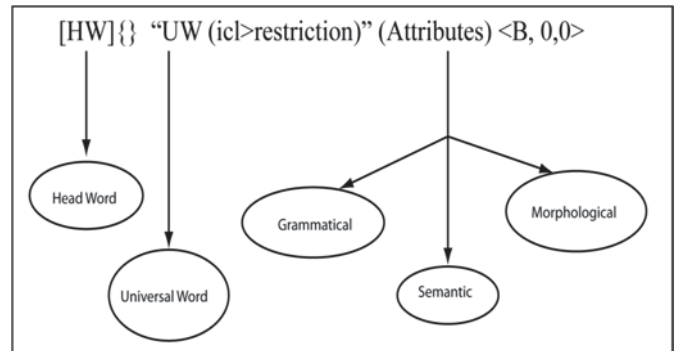 [HW]{} “UW (icl>restriction)” (Attributes) <B, 0,0>
Head Word
Grammatical
Morphological
Universal Word
Semantic